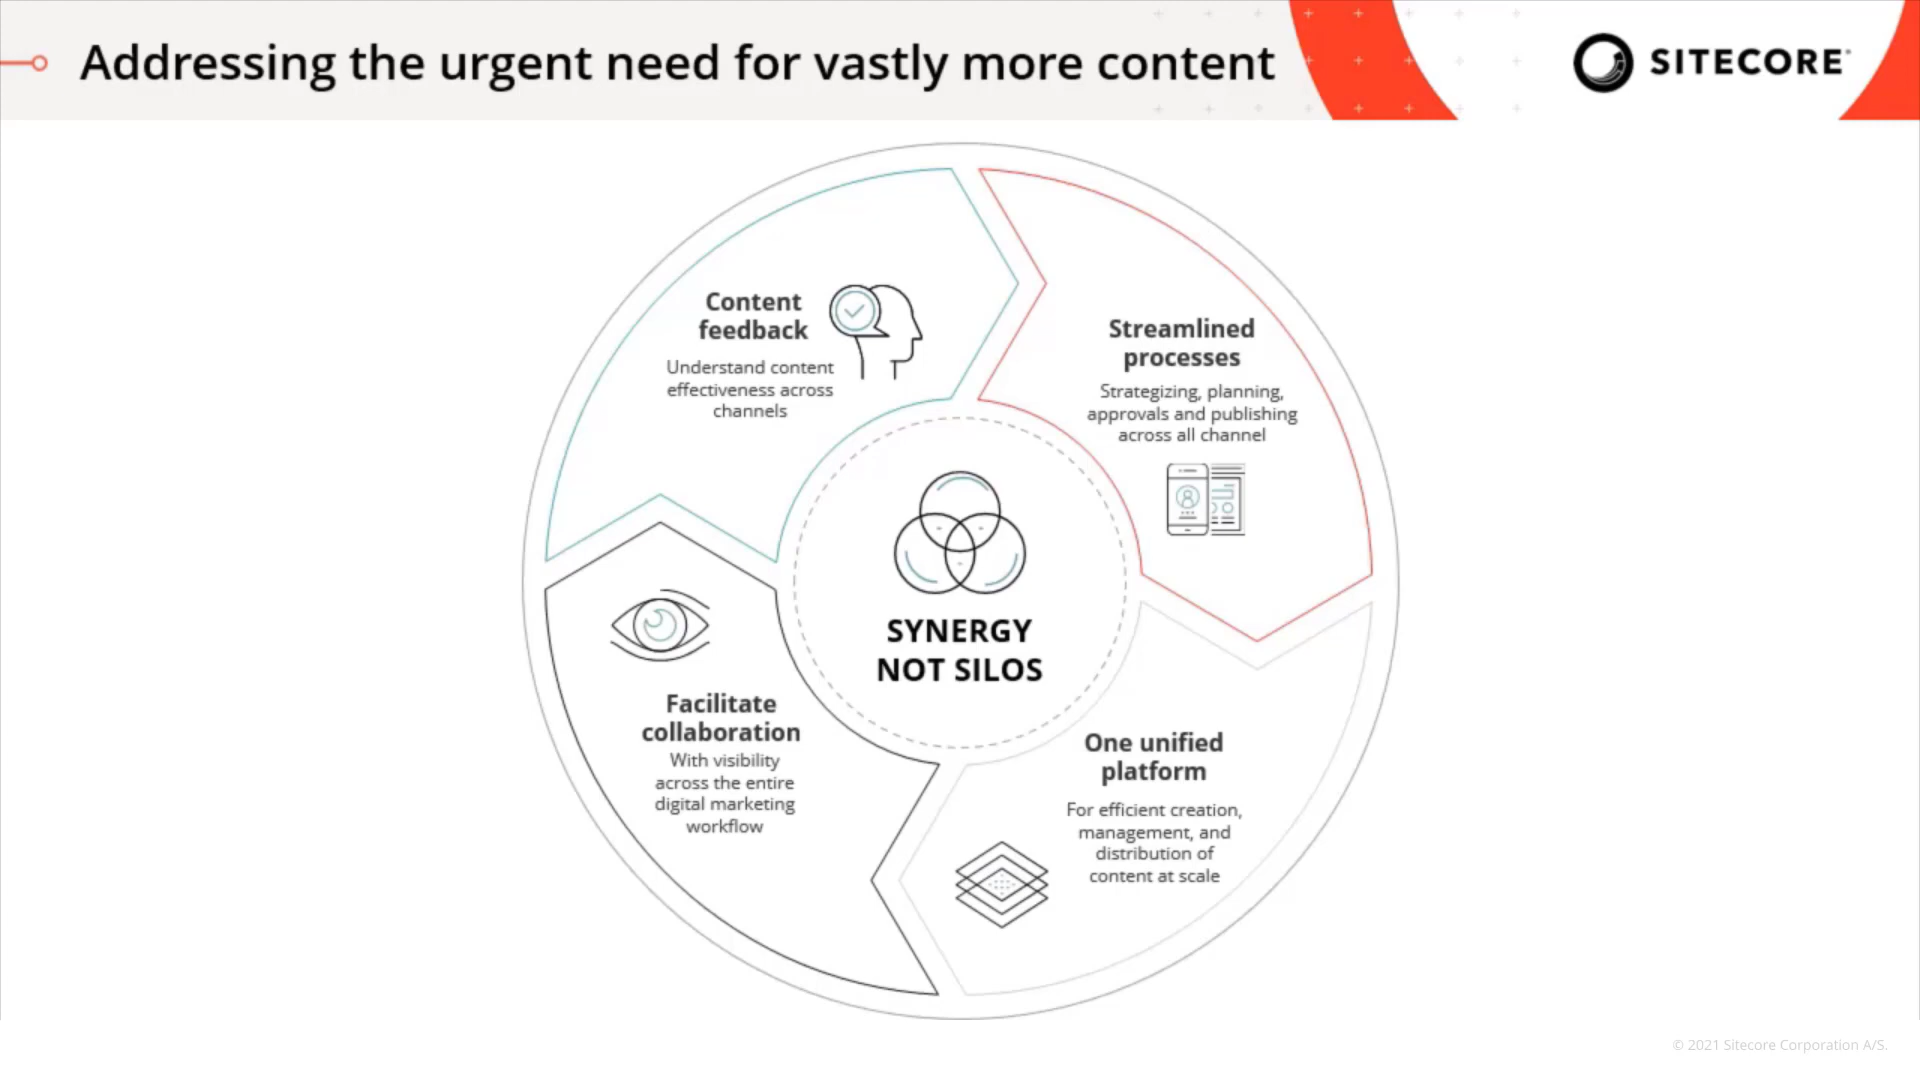 Addressing the urgent need for vastly more content
SITECORE
Content
feedback
Understand content
effectiveness across
channels
Streamlined
processes
Strategizing, planning,
approvals and publishing
across all channel
SYNERGY
NOT SILOS
Facilitate
collaboration
With visibility
across the entire
digital marketing
workflow
One unified
platform
For efficient creation,
management, and
distribution of
content at scale
© 2021 Sitecore Corporation A/S.